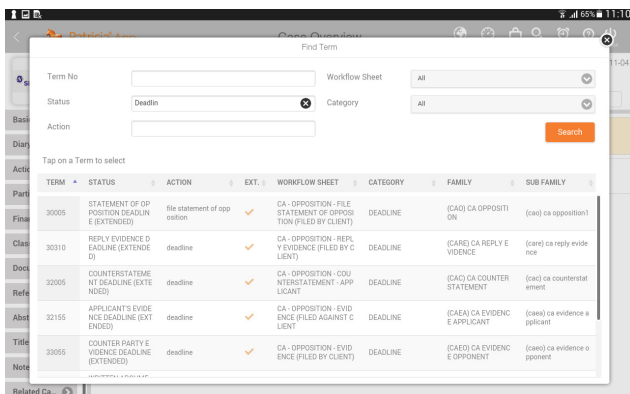 65% 11:10
Patricia App
Case Overview
Find Term
11-04
Term No
Workflow Sheet
All
Status
Deadlin
Category
All
Action
Search
Tap on a Term to select
TERM STATUS ACTION EXT. WORKFLOW SHEET CATEGORY FAMILY SUB FAMILY
30005
STATEMENT OF OP
POSITION DEADLIN
E (EXTENDED)
file statement of opp
osition
CA - OPPOSITION - FILE
STATEMENT OF OPPOSI
TION (FILED BY CLIENT)
DEADLINE
(CAO) CA OPPOSITI
ON
(cao) ca opposition1
30310
REPLY EVIDENCE D
EADLINE (EXTENDE
D)
deadline
CA - OPPOSITION - REPL
Y EVIDENCE (FILED BY C
LIENT)
DEADLINE
(CARE) CA REPLY E
VIDENCE
(care) ca reply evide
nce
32005
COUNTERSTATEME
NT DEADLINE (EXTE
NDED)
deadline
CA - OPPOSITION - COU
NTERSTATEMENT - APP
LICANT
DEADLINE
(CAC) CA COUNTER
STATEMENT
(cac) ca counterstat
ement
32155
APPLICANT'S EVIDE
NCE DEADLINE (EXT
ENDED)
deadline
CA - OPPOSITION - EVID
ENCE (FILED AGAINST C
LIENT)
DEADLINE
(CAEA) CA EVIDENC
E APPLICANT
(caea) ca evidence a
pplicant
33055
COUNTER PARTY E
VIDENCE DEADLINE
(EXTENDED)
deadline
CA - OPPOSITION - EVID
ENCE (FILED BY CLIENT)
DEADLINE
(CAEO) CA EVIDENC
E OPPONENT
(caeo) ca evidence o
pponent
Basi
Diary
Actic
Parti
Finar
Clas
Docu
Refe
Abst
Title
Note
Related Ca...